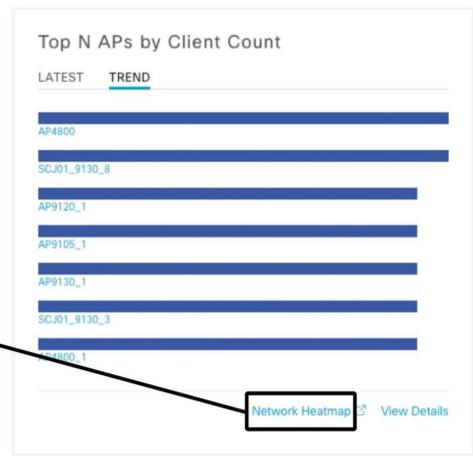 Top N APs by Client Count
LATEST TREND
AP4800
SCJ01_9130_8
AP9120_1
AP9105_1
AP9130_1
SCJ01_9130_3
AP4800_1
Network Heatmap View Details